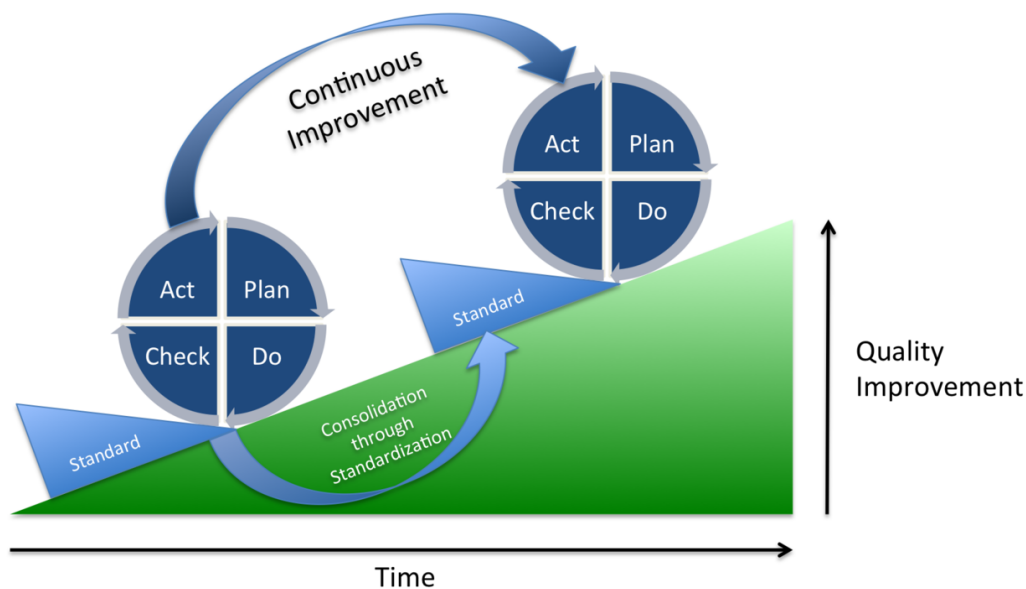 Continuous
Improvement
Act
Plan
Check
Do
Act
Plan
Check
Do
Standard
Standard
Consolidation
through
Standardization
Quality
Improvement
Time